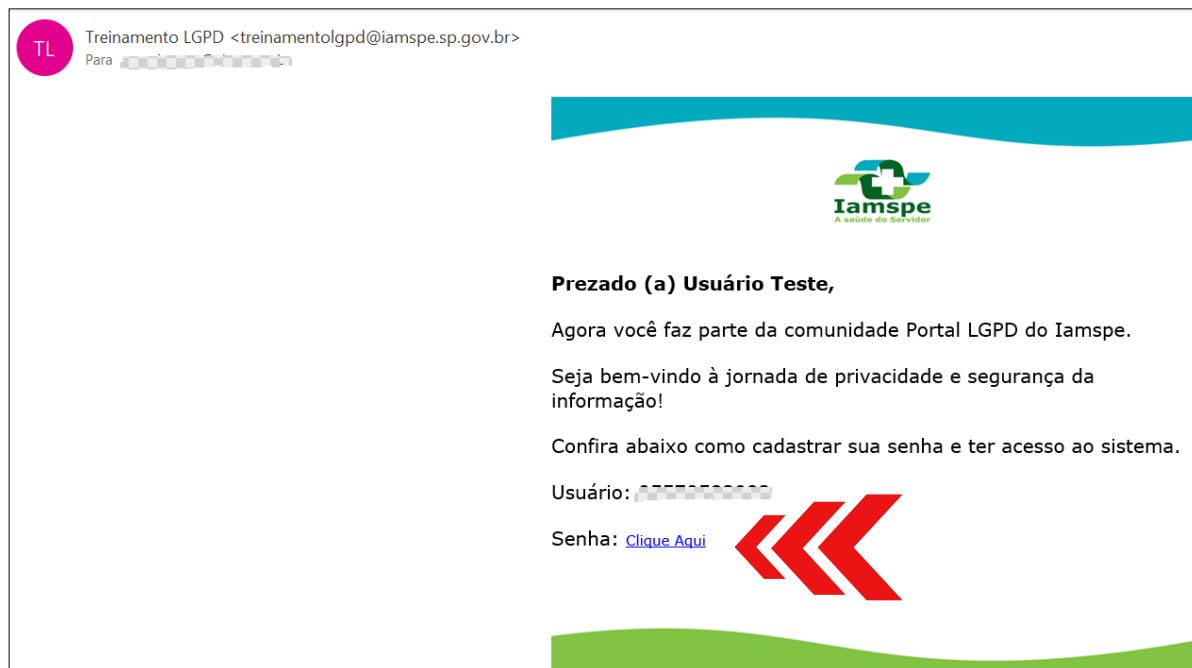 TL
Treinamento LGPD <treinamentolgpd@iamspe.sp.gov.br>
Para
Iamspe
A saúde do Servidor
Prezado (a) Usuário Teste,
Agora você faz parte da comunidade Portal LGPD do Iamspe.
Seja bem-vindo à jornada de privacidade e segurança da
informação!
Confira abaixo como cadastrar sua senha e ter acesso ao sistema.
Usuário:
Senha: Clique Aqui